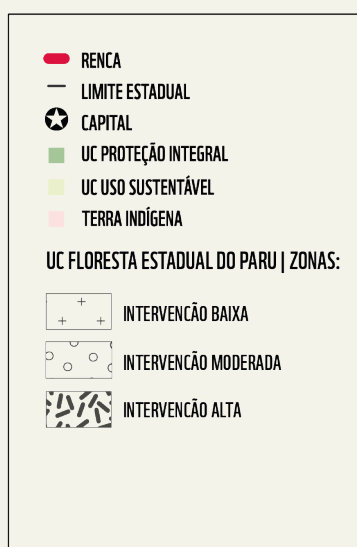 RENCA
LIMITE ESTADUAL
CAPITAL
UC PROTEÇÃO INTEGRAL
UC USO SUSTENTÁVEL
TERRA INDÍGENA
UC FLORESTA ESTADUAL DO PARU | ZONAS:
INTERVENCÃO BAIXA
INTERVENCÃO MODERADA
INTERVENCÃO ALTA